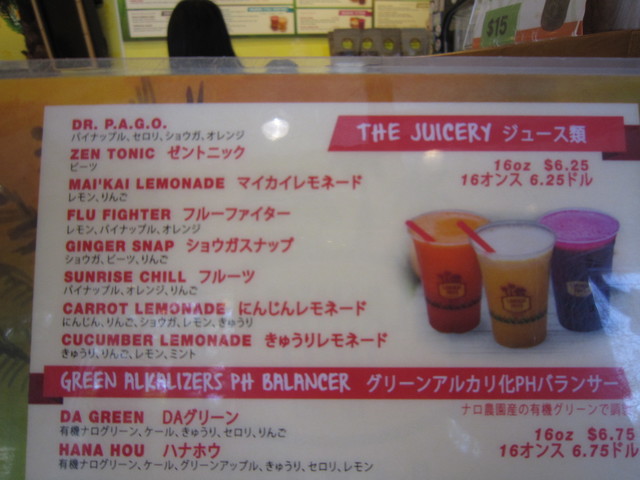 $15
DR. P.A.G.O.
パイナップル、セロリ、ショウガ、オレンジ
ZEN TONIC ゼントニック
ビーツ
MAI'KAI LEMONADE マイカイレモネード
レモン、りんご
FLU FIGHTER フルーファイター
レモン、パイナップル、オレンジ
GINGER SNAP ショウガスナップ
ショウガ、ビーツ、りんご
SUNRISE CHILL フルーツ
パイナップル、オレンジ、りんご
CARROT LEMONADE にんじんレモネード
にんじん、りんご、ショウガ、レモン、きゅうり
CUCUMBER LEMONADE きゅうりレモネード
きゅうり、りんご、レモン、ミント
THE JUICERY ジュース類
16oz $6.25
16オンス 6.25ドル
GREEN ALKALIZERS PH BALANCER グリーンアルカリ化PHバランサー
ナロ農園産の有機グリーンで調
DA GREEN DAグリーン
有機ナログリーン、ケール、きゅうり、セロリ、りんご
HANA HOU ハナホウ
有機ナログリーン、ケール、グリーンアップル、きゅうり、セロリ、レモン
16oz $6.75
16オンス 6.75ドル